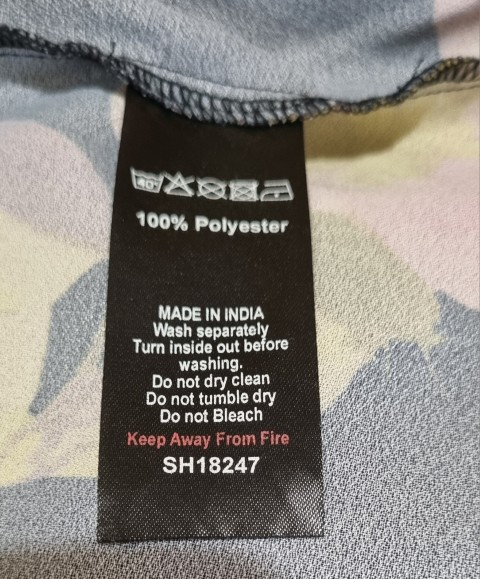 40°
100% Polyester
MADE IN INDIA
Wash separately
Turn inside out before
washing.
Do not dry clean
Do not tumble dry
Do not Bleach
Keep Away From Fire
SH18247